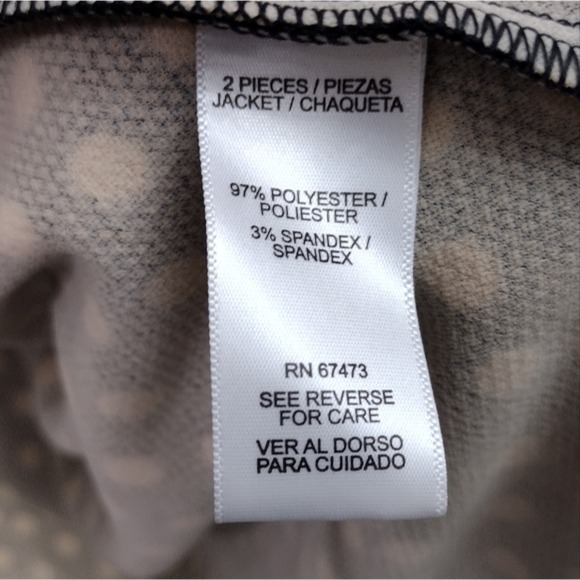 2 PIECES / PIEZAS
JACKET / CHAQUETA
97% POLYESTER /
POLIESTER
3% SPANDEX /
SPANDEX
RN 67473
SEE REVERSE
FOR CARE
VER AL DORSO
PARA CUIDADO